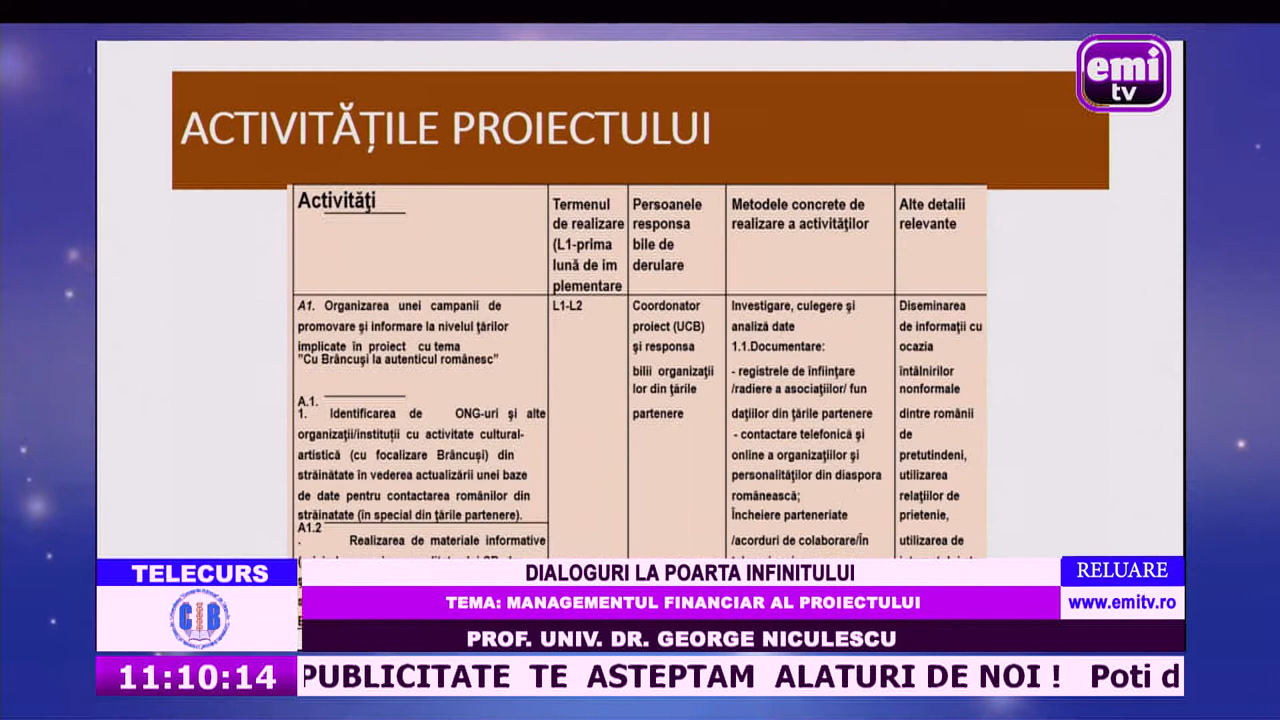 emi
tv
ACTIVITĂȚILE PROIECTULUI
Activităţi
Termenul
de realizare
(L1-prima
lună de im
plementare
Persoanele
responsa
bile de
derulare
Metodele concrete de
realizare a activităţilor
Alte detalii
relevante
A1. Organizarea unei campanii de
promovare şi informare la nivelul ţărilor
implicate în proiect cu tema
"Cu Brâncuşi la autenticul românesc"
A.1.
1. Identificarea de ONG-uri şi alte
organizaţii/instituţii cu activitate cultural-
artistică (cu focalizare Brâncuşi) din
străinătate în vederea actualizării unei baze
de date pentru contactarea românilor din
străinatate (în special din ţările partenere).
A1.2
. Realizarea de materiale informative
L1-L2
Coordonator
proiect (UCB)
şi responsa
bilii organizaţii
lor din ţările
partenere
Investigare, culegere şi
analiză date
1.1.Documentare:
- registrele de înfiinţare
/radiere a asociaţiilor/ fun
daţiilor din ţările partenere
- contactare telefonică şi
online a organizaţiilor şi
personalităţilor din diaspora
românească;
Încheiere parteneriate
/acorduri de colaborare/în
Diseminarea
de informaţii cu
ocazia
întâlnirilor
nonformale
dintre românii
de
pretutindeni,
utilizarea
relaţiilor de
prietenie,
utilizarea de
TELECURS
CB
DIALOGURI LA POARTA INFINITULUI
TEMA: MANAGEMENTUL FINANCIAR AL PROIECTULUI
PROF. UNIV. DR. GEORGE NICULESCU
RELUARE
www.emitv.ro
11:10:14
PUBLICITATE TE ASTEPTAM ALATURI DE NOI ! Poti d